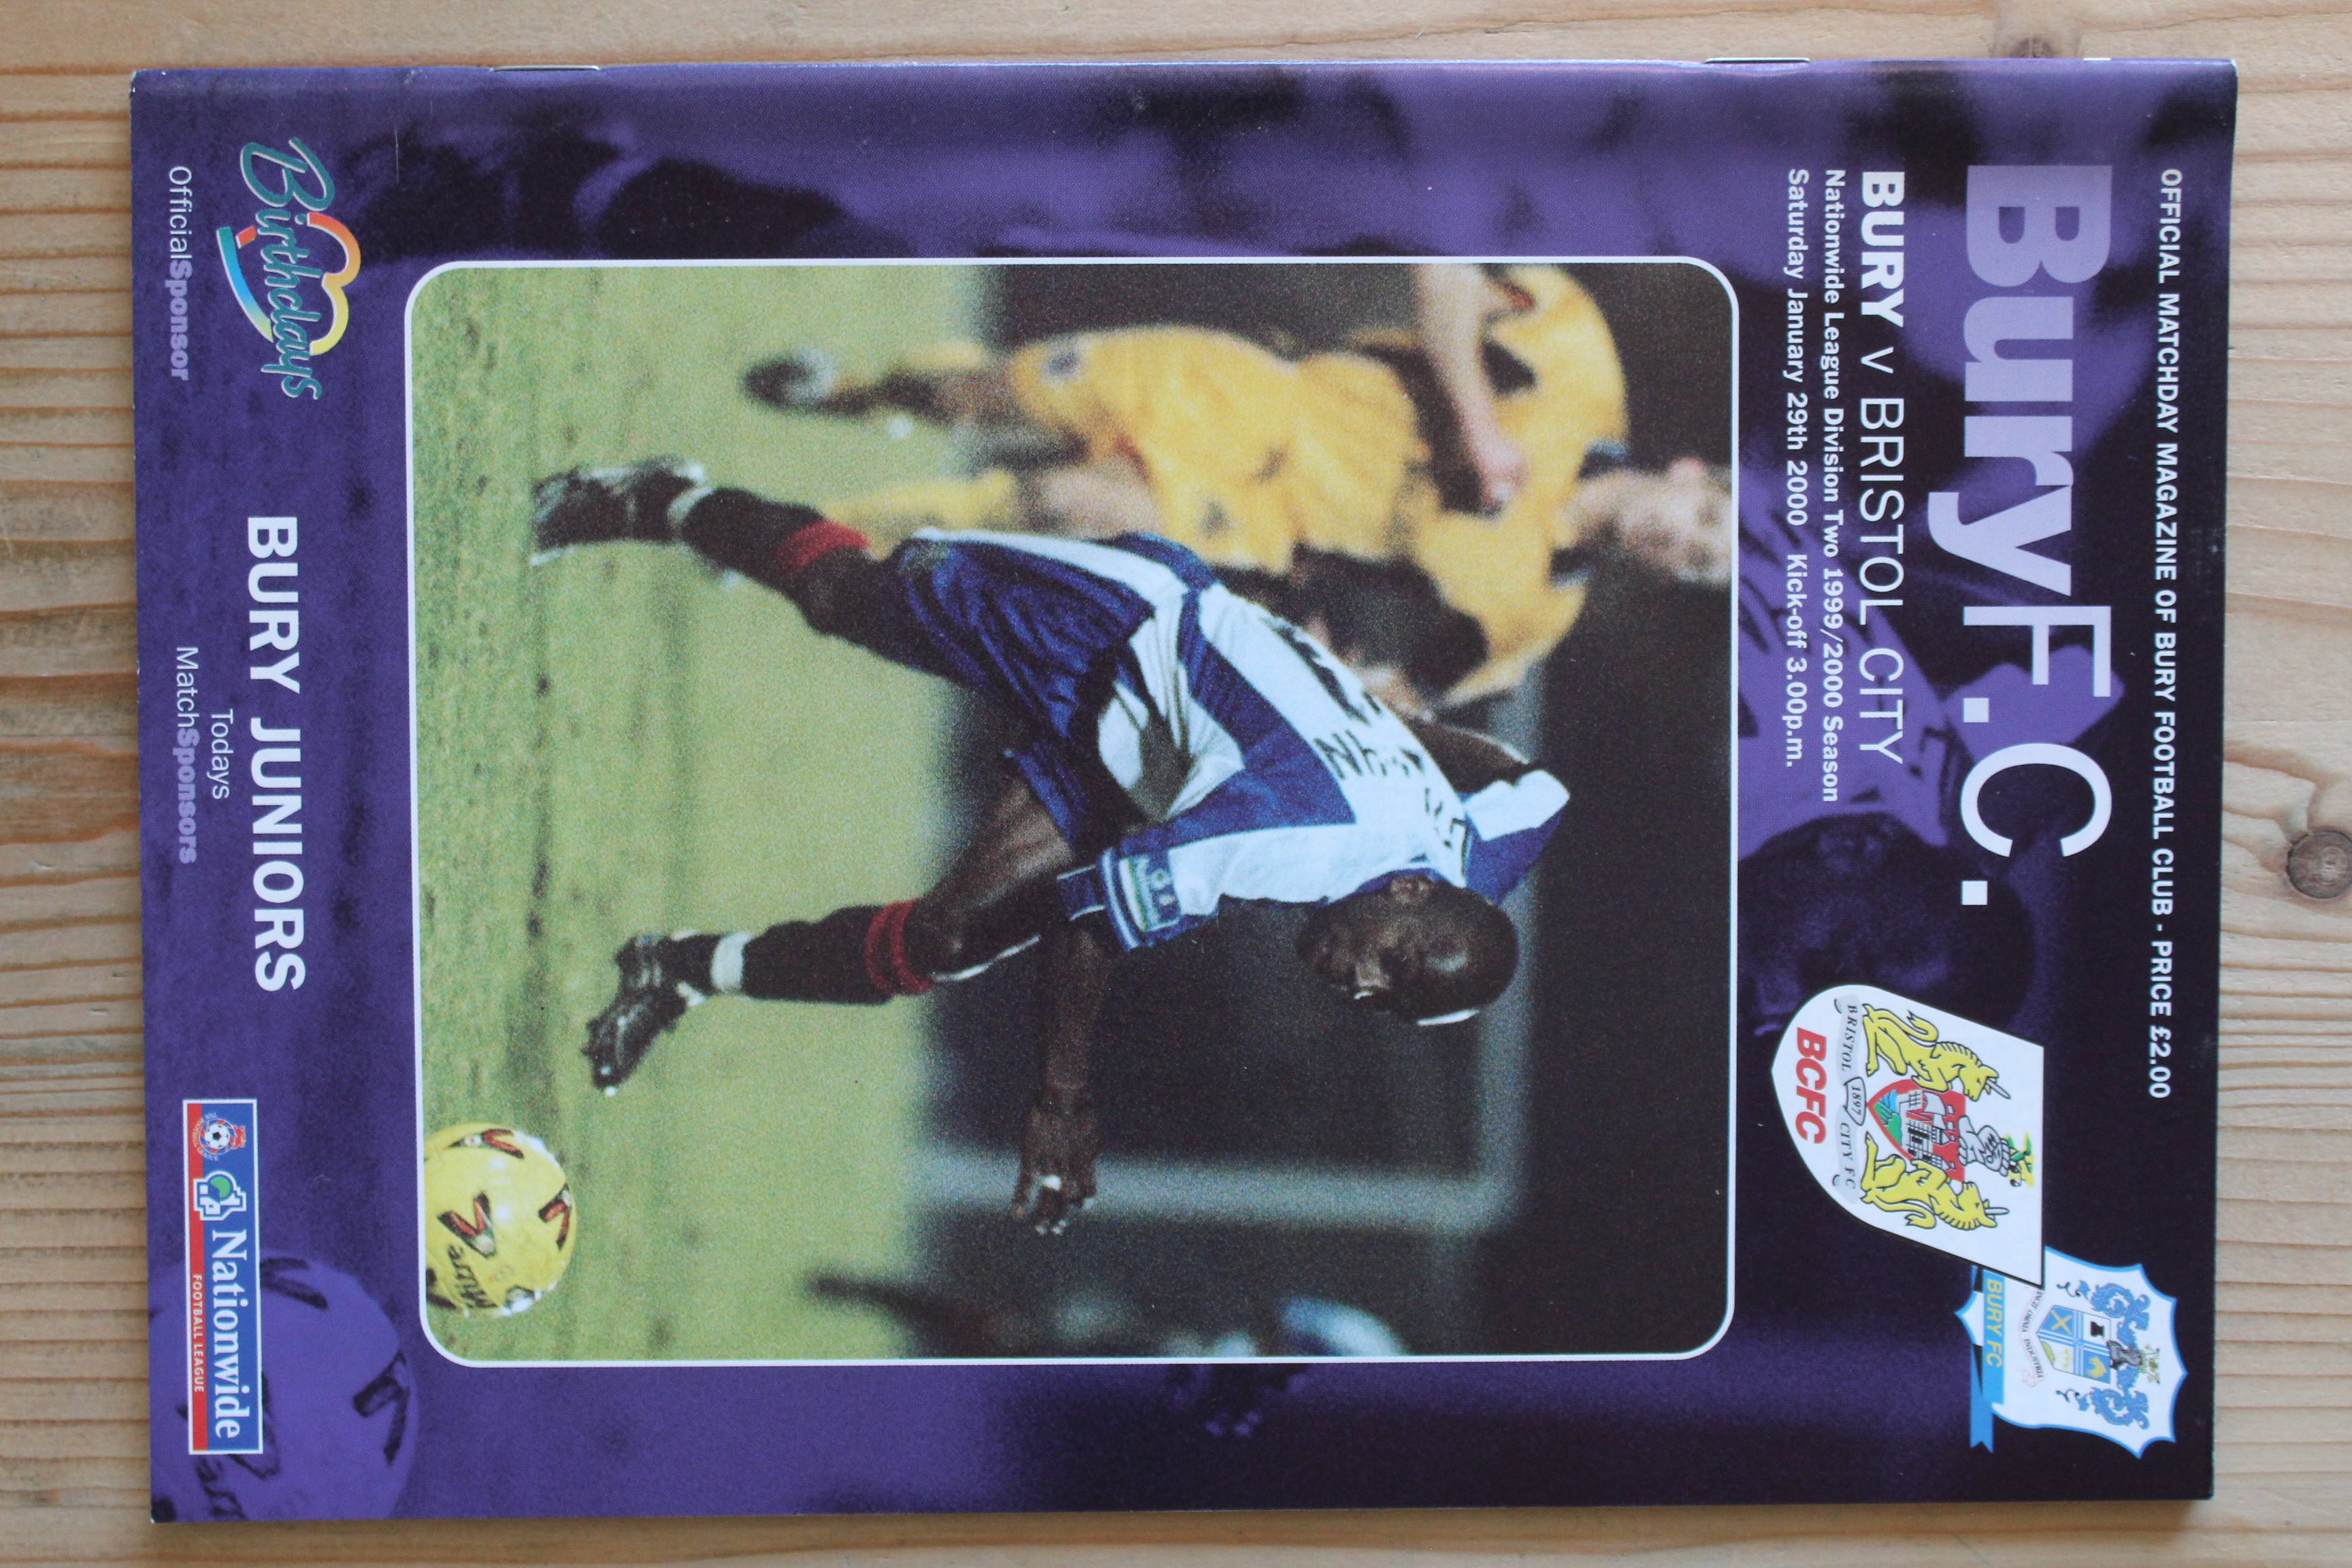 OFFICIAL MATCHDAY MAGAZINE OF BURY FOOTBALL CLUB - PRICE £2.00
BuryF.C.
BURY v BRISTOL CITY
Nationwide League Division Two 1999/2000 Season
Saturday January 29th 2000 Kick-off 3.00p.m.
BRISTOL 1897 CITY FC
BCFC
BURY FC
Mitre
Birthdays
OfficialSponsor
BURY JUNIORS
Todays
MatchSponsors
Nationwide
FOOTBALL LEAGUE